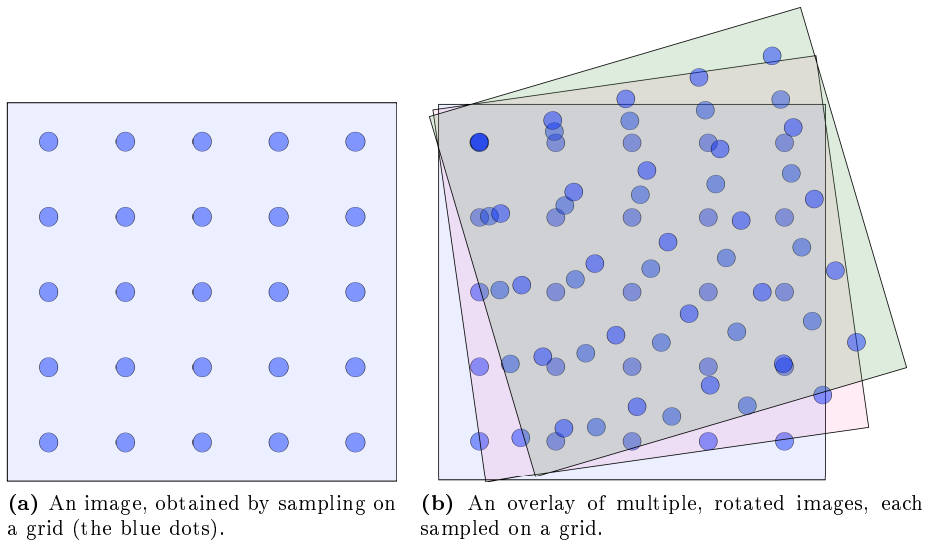 (a) An image, obtained by sampling on
a grid (the blue dots).
(b) An overlay of multiple, rotated images, each
sampled on a grid.